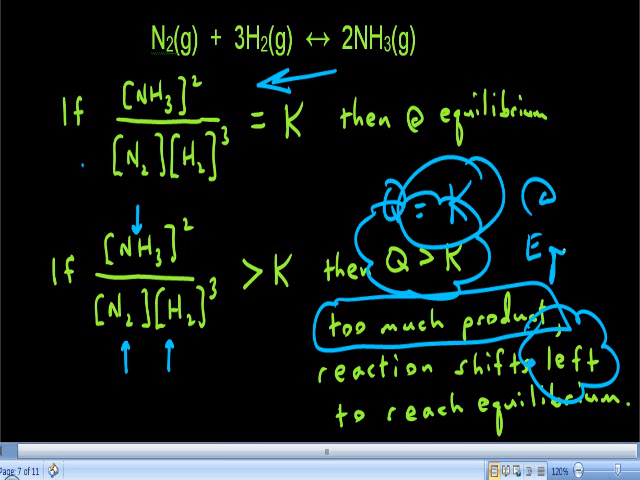 N2(g) + 3H2(g) ↔ 2NH3(g)
If [NH₃]² / [N₂][H₂]³ = K then @ equilibrium
Q = K @ Eq
If [NH₃]² / [N₂][H₂]³ > K then Q > K
too much product,
reaction shifts left
to reach equilibrium.
Page: 7 of 11
120%